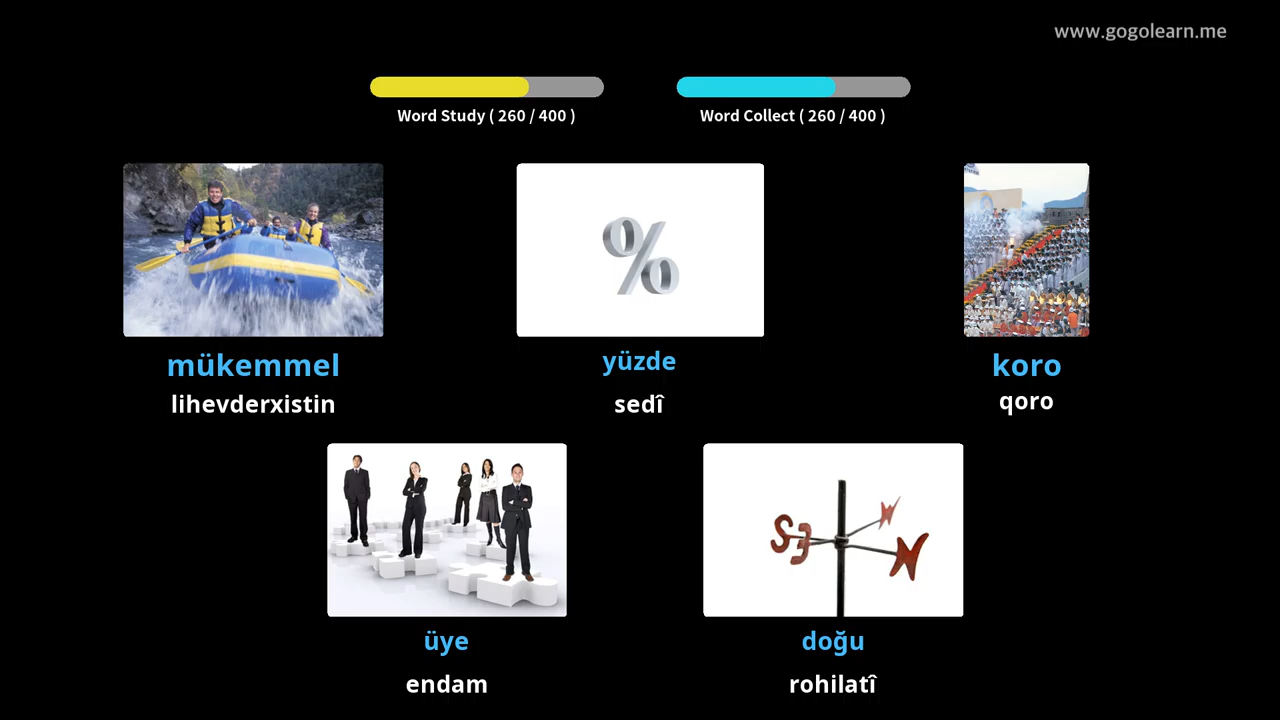 www.gogolearn.me
Word Study ( 260 / 400 )
Word Collect ( 260 / 400 )
mükemmel
lihevderxistin
yüzde
sedî
koro
qoro
üye
endam
doğu
rohilatî